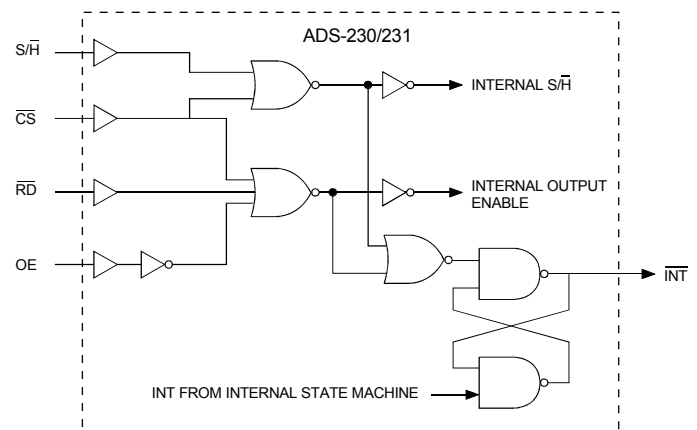 ADS-230/231
S/H̅
INTERNAL S/H̅
C̅S̅
R̅D̅
INTERNAL OUTPUT
ENABLE
OE
I̅N̅T̅
INT FROM INTERNAL STATE MACHINE